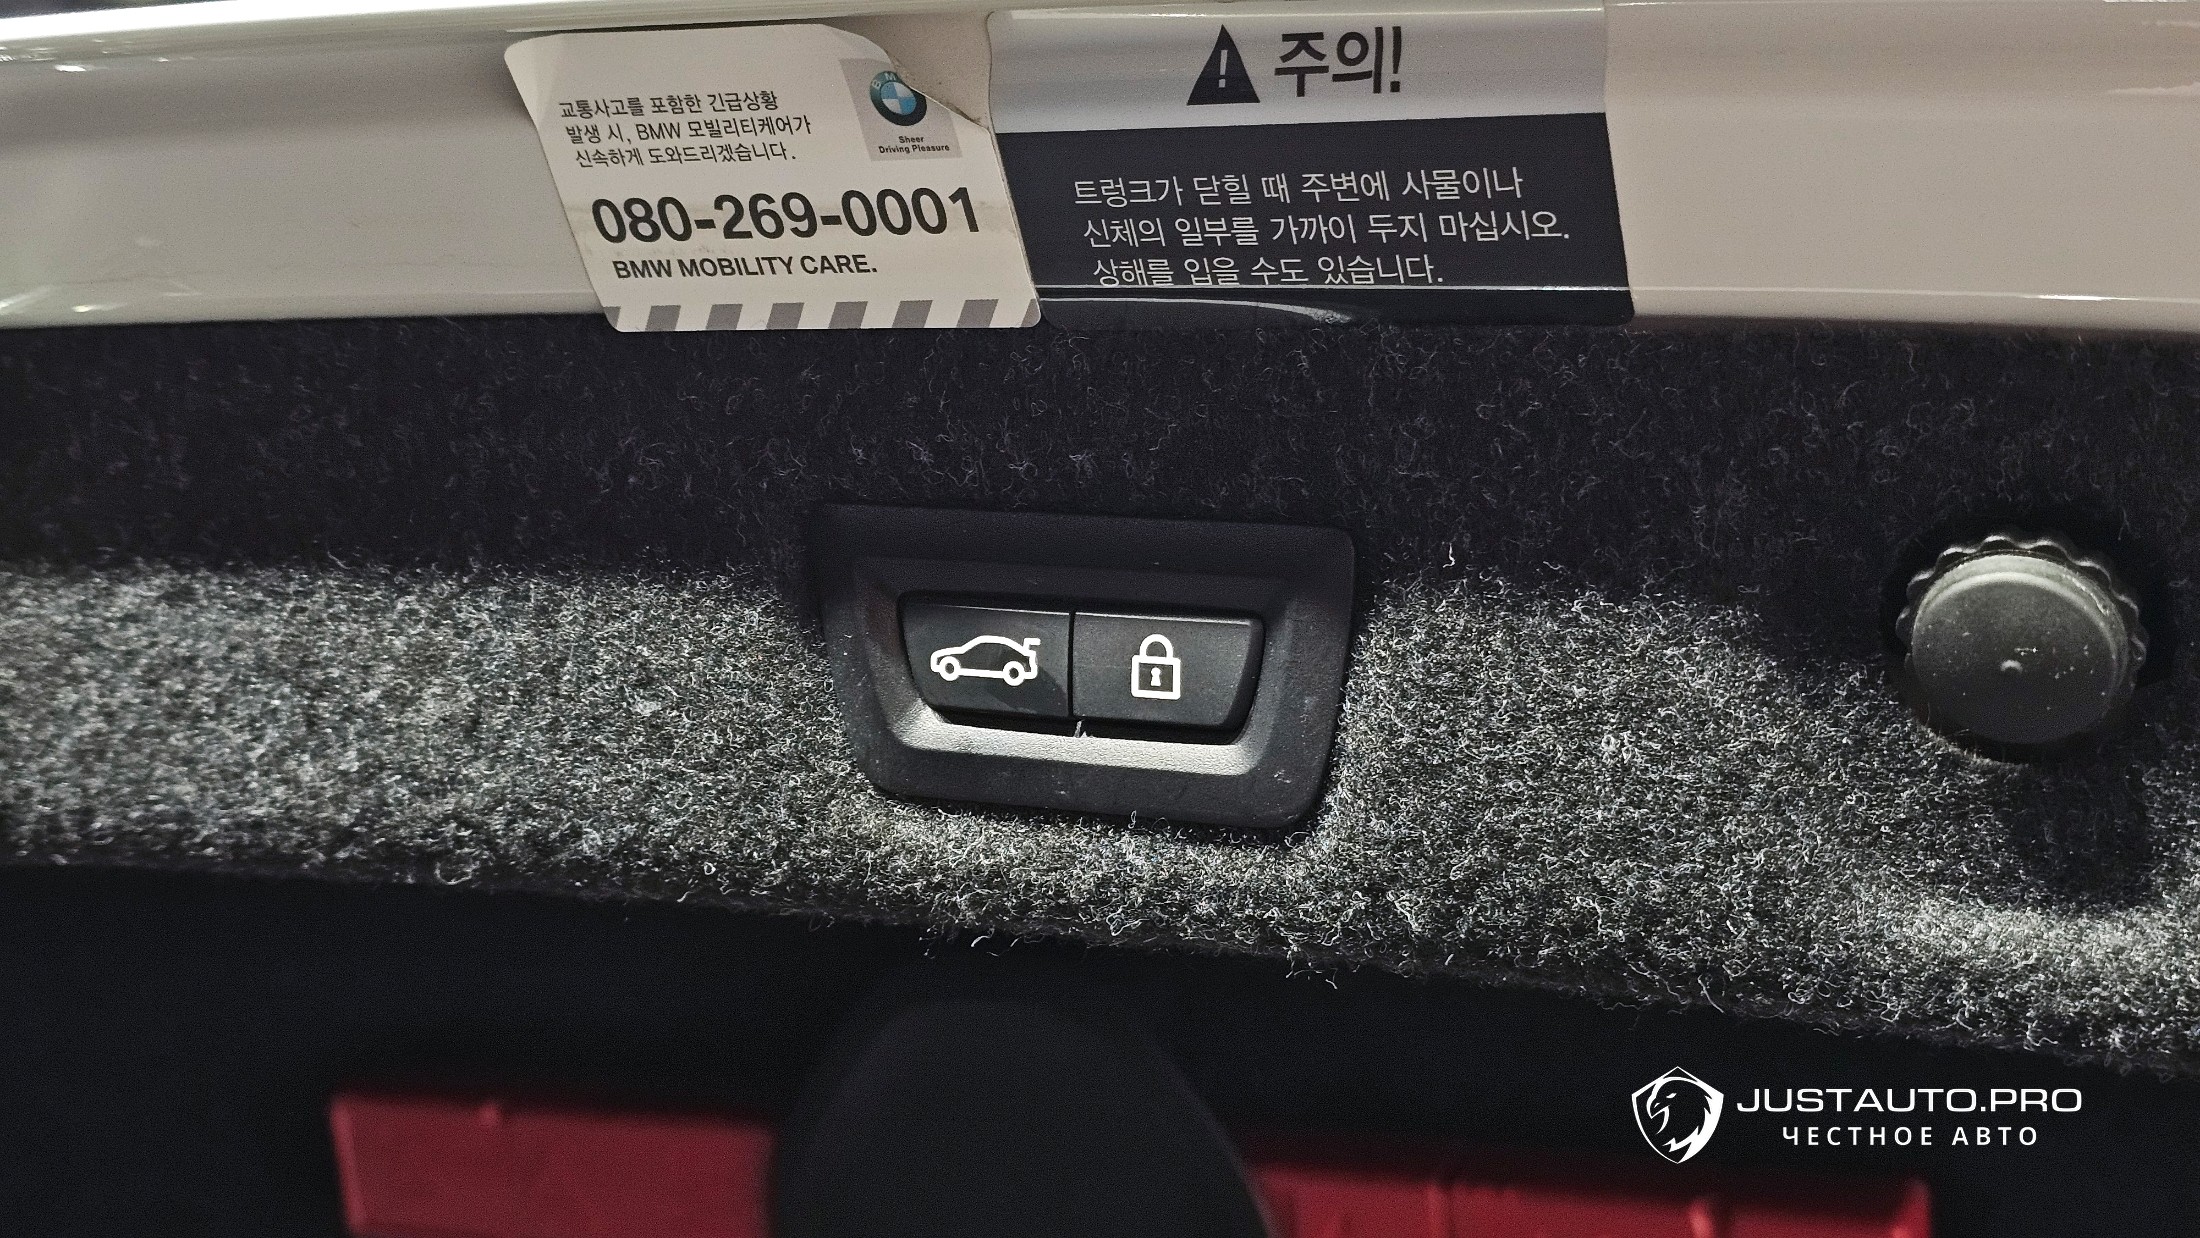 교통사고를 포함한 긴급상황
발생 시, BMW 모빌리티케어가
신속하게 도와드리겠습니다.
080-269-0001
BMW MOBILITY CARE.
BM
Sheer
Driving Pleasure
주의!
트렁크가 닫힐 때 주변에 사물이나
신체의 일부를 가까이 두지 마십시오.
상해를 입을 수도 있습니다.
JUSTAUTO.PRO
ЧЕСТНОЕ АВТО